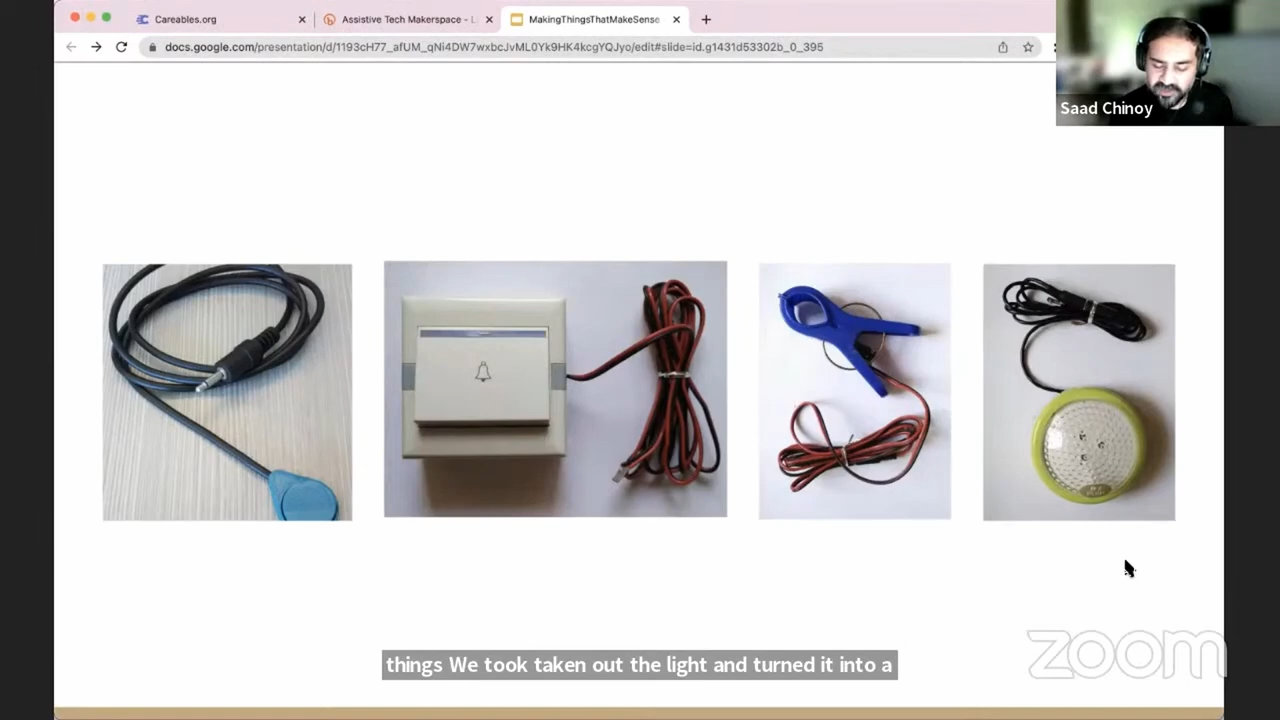 Careables.org
Assistive Tech Makerspace - L
MakingThingsThatMakeSense
docs.google.com/presentation/d/1193cH77_afUM_qNi4DW7wxbcJvML0Yk9HK4kcgYQJyo/edit#slide=id.g1431d53302b_0_395
Saad Chinoy
things We took taken out the light and turned it into a
zoom